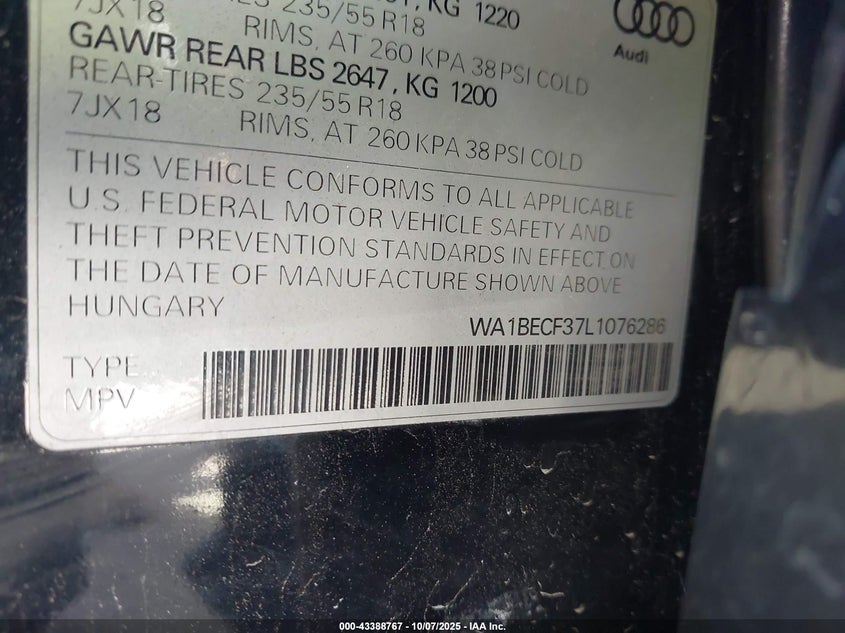 KG 1220
7JX18 RIMS, AT 260 KPA 38 PSI COLD
Audi
GAWR REAR LBS 2647, KG 1200
REAR-TIRES 235/55 R18
7JX18 RIMS, AT 260 KPA 38 PSI COLD
THIS VEHICLE CONFORMS TO ALL APPLICABLE
U.S. FEDERAL MOTOR VEHICLE SAFETY AND
THEFT PREVENTION STANDARDS IN EFFECT ON
THE DATE OF MANUFACTURE SHOWN ABOVE
HUNGARY
WA1BECF37L1076286
TYPE
MPV
000-43388767 - 10/07/2025 - IAA Inc.